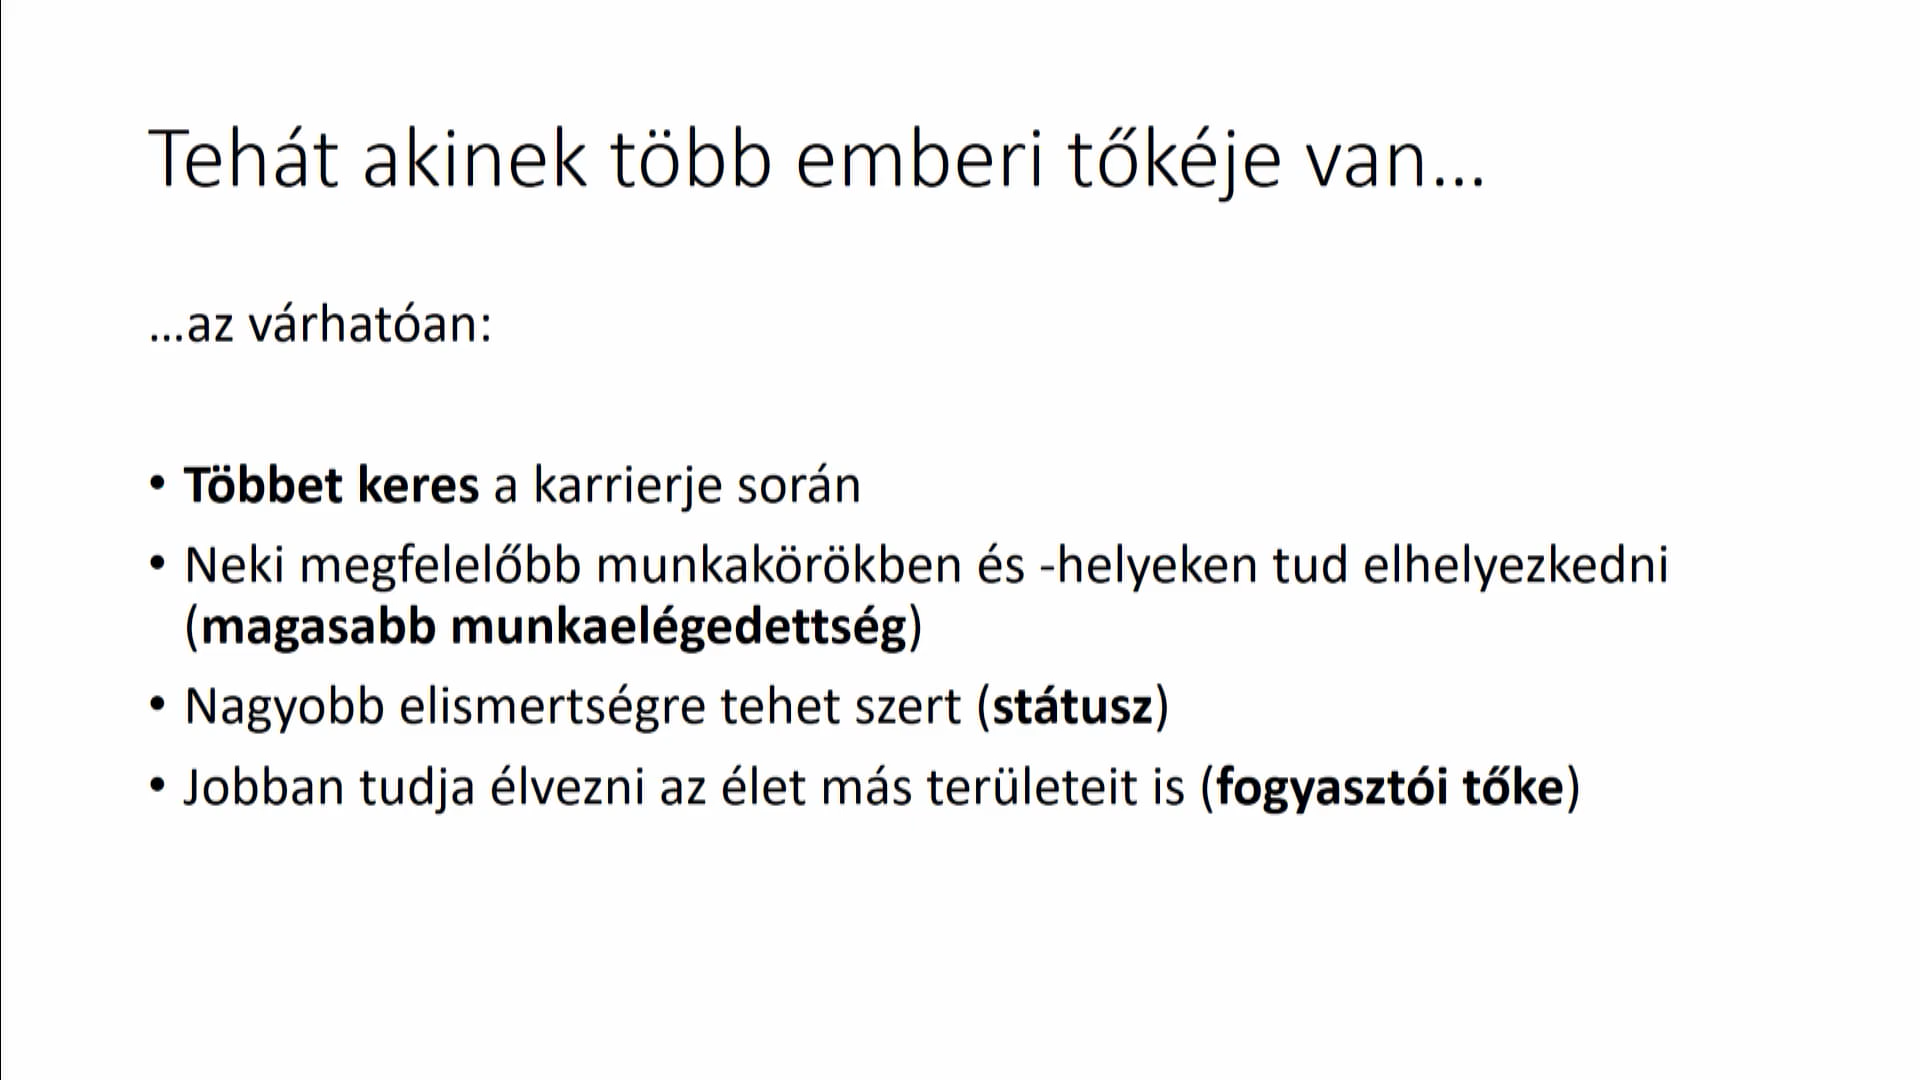 Tehát akinek több emberi tőkéje van...
...az várhatóan:
• Többet keres a karrierje során
• Neki megfelelőbb munkakörökben és -helyeken tud elhelyezkedni
(magasabb munkaelégedettség)
• Nagyobb elismertségre tehet szert (státusz)
• Jobban tudja élvezni az élet más területeit is (fogyasztói tőke)